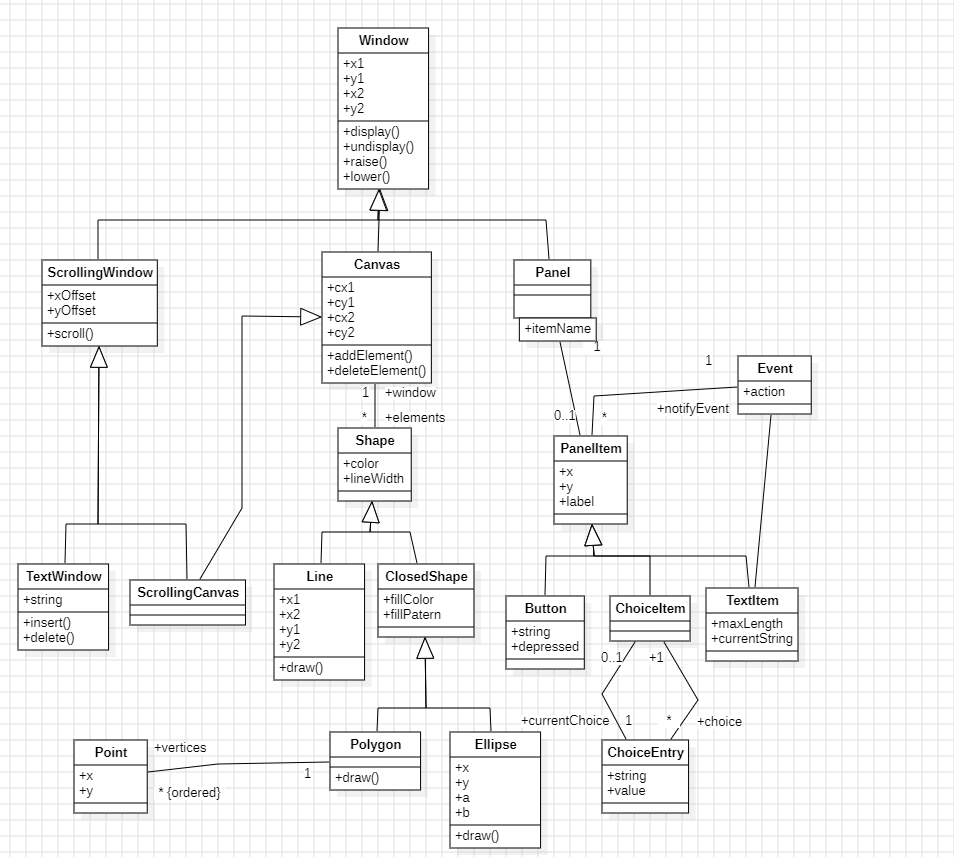 Window
+x1
+y1
+x2
+y2
+display()
+undisplay()
+raise()
+lower()
ScrollingWindow
+xOffset
+yOffset
+scroll()
Canvas
+cx1
+cy1
+cx2
+cy2
+addElement()
+deleteElement()
Panel
+itemName
1
1 +window
* +elements
0..1
*
1
+notifyEvent
Event
+action
Shape
+color
+lineWidth
PanelItem
+x
+y
+label
TextWindow
+string
+insert()
+delete()
ScrollingCanvas
Line
+x1
+x2
+y1
+y2
+draw()
ClosedShape
+fillColor
+fillPatern
Button
+string
+depressed
ChoiceItem
TextItem
+maxLength
+currentString
0..1
+1
+currentChoice 1
* +choice
Point
+x
+y
+vertices
* {ordered}
1
Polygon
+draw()
Ellipse
+x
+y
+a
+b
+draw()
ChoiceEntry
+string
+value